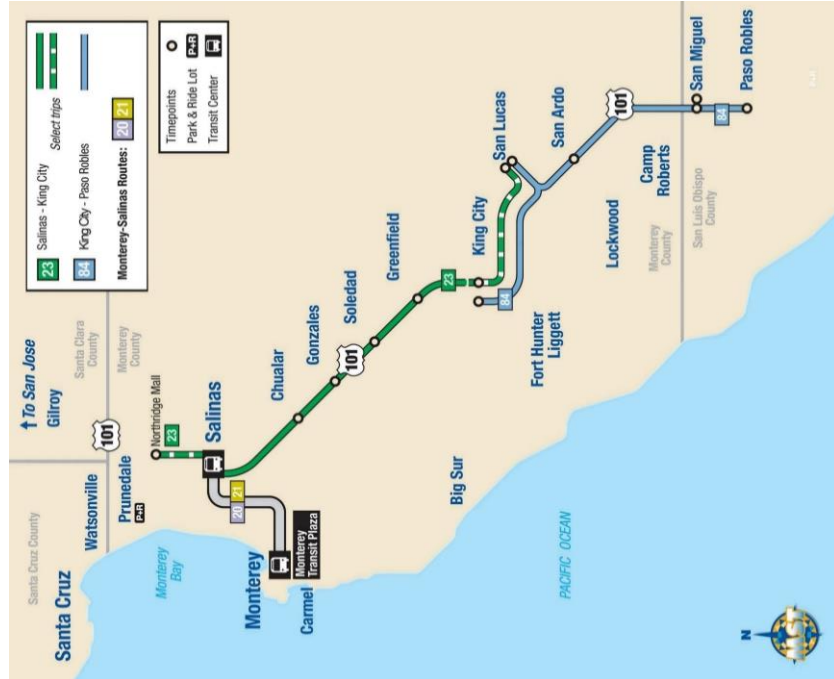 23 Salinas - King City
Select trips
84 King City - Paso Robles
Monterey-Salinas Routes: 20 21
Timepoints
Park & Ride Lot P+R
Transit Center
Santa Cruz County
Santa Cruz
↑ To San Jose
Gilroy
Santa Clara
County
Monterey
County
101
Watsonville
Prunedale
P+R
Northridge Mall
23
Salinas
Monterey
Bay
20 21
Monterey
Monterey
Transit Plaza
Carmel
Chualar
Gonzales
101
Soledad
Greenfield
23
Big Sur
King City
84
Fort Hunter
Liggett
San Lucas
San Ardo
101
Lockwood
Camp
Roberts
Monterey
County
San Luis Obispo
County
San Miguel
84
Paso Robles
PACIFIC OCEAN
N
MST